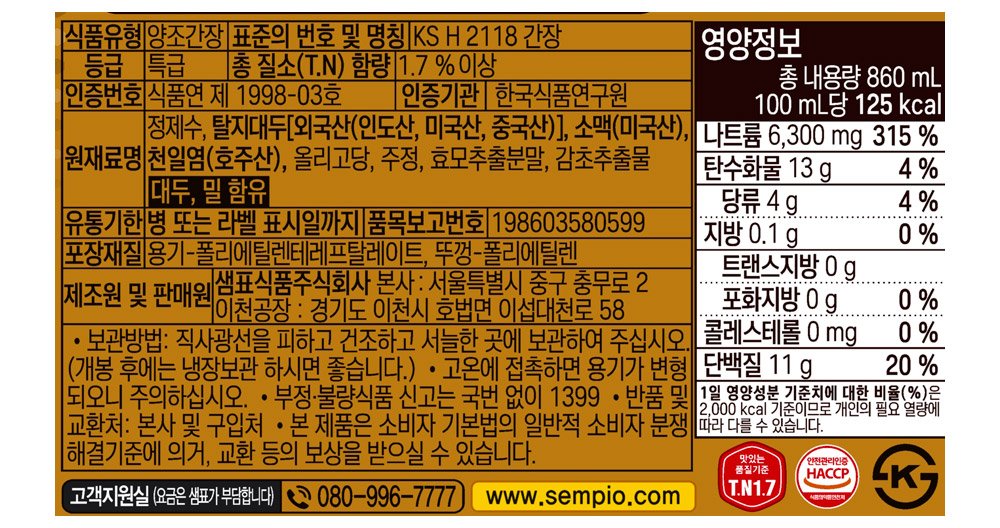 식품유형 양조간장 표준의 번호 및 명칭 KS H 2118 간장
등급 특급 총 질소(T.N) 함량 1.7 % 이상
인증번호 식품연 제 1998-03호 인증기관 한국식품연구원
원재료명 정제수, 탈지대두[외국산(인도산, 미국산, 중국산)], 소맥(미국산),
천일염(호주산), 올리고당, 주정, 효모추출분말, 감초추출물
대두, 밀 함유
유통기한 병 또는 라벨 표시일까지 품목보고번호 198603580599
포장재질 용기-폴리에틸렌테레프탈레이트, 뚜껑-폴리에틸렌
제조원 및 판매원 샘표식품주식회사 본사 : 서울특별시 중구 충무로 2
이천공장 : 경기도 이천시 호법면 이섭대천로 58
• 보관방법: 직사광선을 피하고 건조하고 서늘한 곳에 보관하여 주십시오.
(개봉 후에는 냉장보관 하시면 좋습니다.) • 고온에 접촉하면 용기가 변형
되오니 주의하십시오. • 부정·불량식품 신고는 국번 없이 1399 • 반품 및
교환처: 본사 및 구입처 • 본 제품은 소비자 기본법의 일반적 소비자 분쟁
해결기준에 의거, 교환 등의 보상을 받으실 수 있습니다.
고객지원실 (요금은 샘표가 부담합니다) 080-996-7777 www.sempio.com
영양정보
총 내용량 860 mL
100 mL당 125 kcal
나트륨 6,300 mg 315 %
탄수화물 13 g 4 %
당류 4 g 4 %
지방 0.1 g 0 %
트랜스지방 0 g
포화지방 0 g 0 %
콜레스테롤 0 mg 0 %
단백질 11 g 20 %
1일 영양성분 기준치에 대한 비율(%)은
2,000 kcal 기준이므로 개인의 필요 열량에
따라 다를 수 있습니다.
맛있는
품질기준
T.N1.7
안전관리인증
HACCP
식품의약품안전처
KS